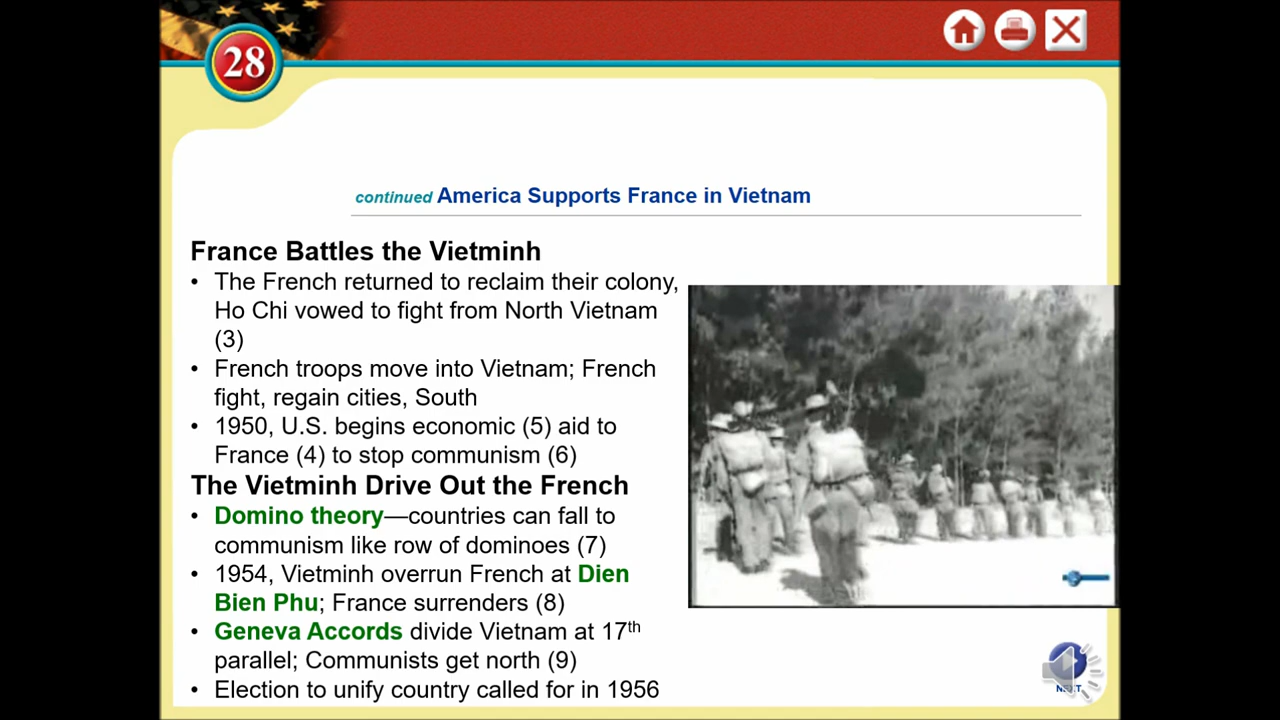 28
continued America Supports France in Vietnam
France Battles the Vietminh
• The French returned to reclaim their colony,
Ho Chi vowed to fight from North Vietnam
(3)
• French troops move into Vietnam; French
fight, regain cities, South
• 1950, U.S. begins economic (5) aid to
France (4) to stop communism (6)
The Vietminh Drive Out the French
• Domino theory—countries can fall to
communism like row of dominoes (7)
• 1954, Vietminh overrun French at Dien
Bien Phu; France surrenders (8)
• Geneva Accords divide Vietnam at 17th
parallel; Communists get north (9)
• Election to unify country called for in 1956
NEXT